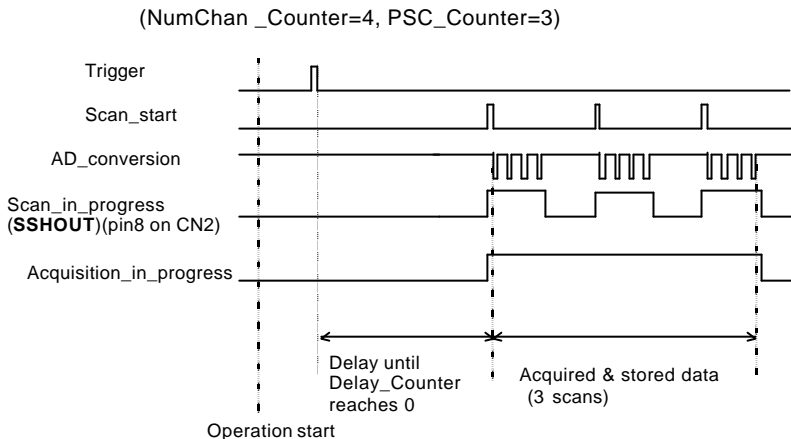 (NumChan _Counter=4, PSC_Counter=3)
Trigger
Scan_start
AD_conversion
Scan_in_progress
(SSHOUT)(pin8 on CN2)
Acquisition_in_progress
Delay until
Delay_Counter
reaches 0
Acquired & stored data
(3 scans)
Operation start